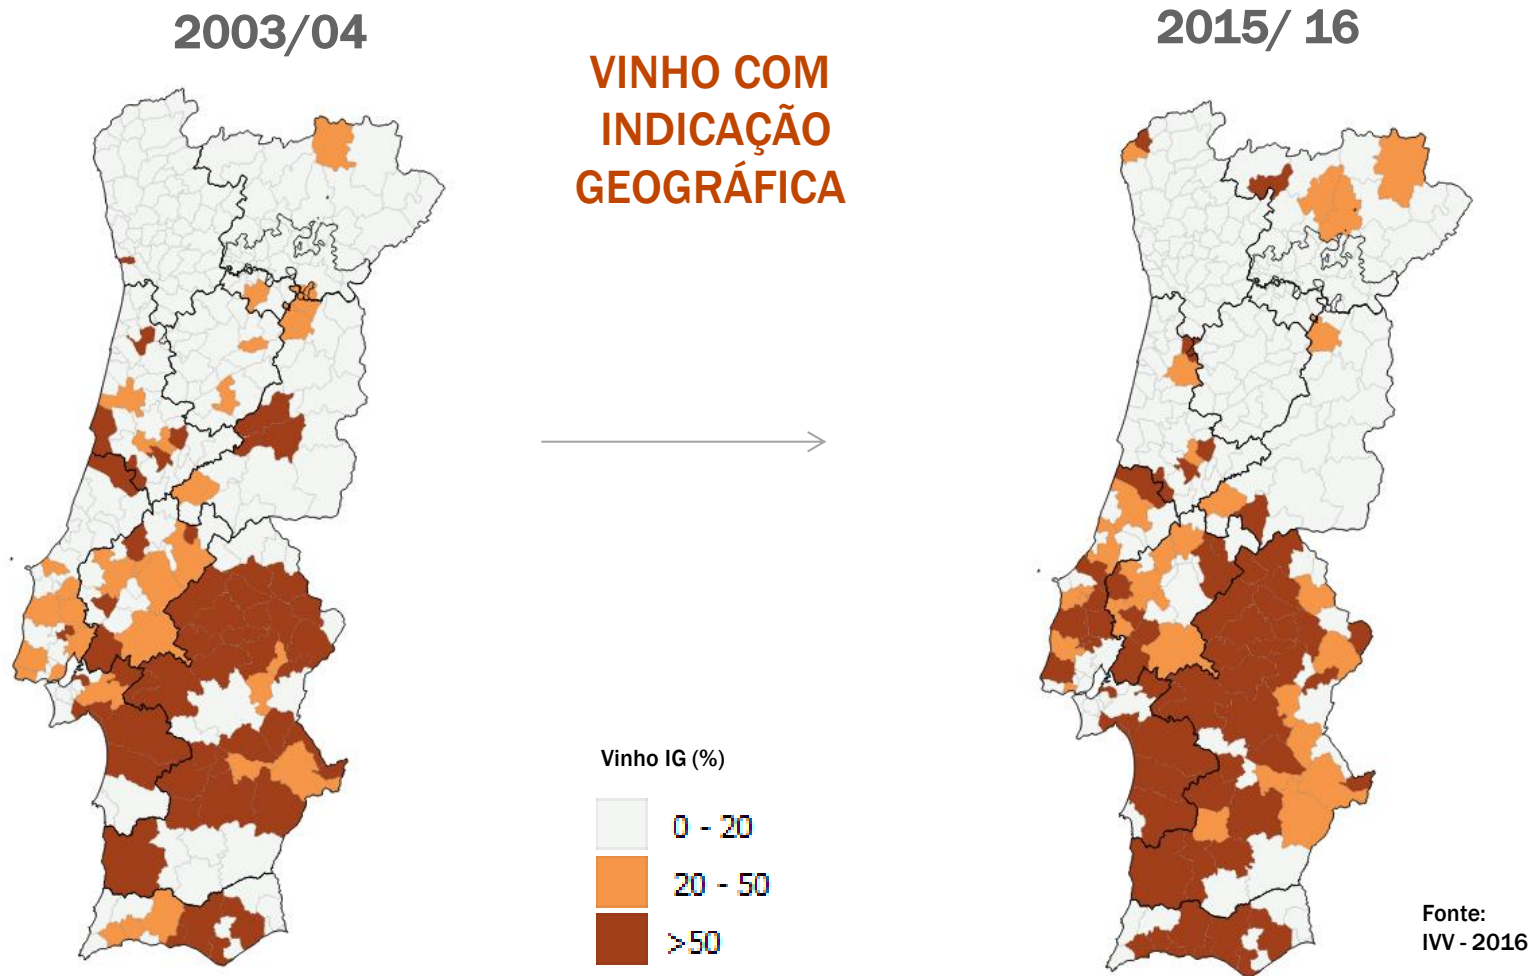 2003/04
VINHO COM
INDICAÇÃO
GEOGRÁFICA
2015/ 16
Vinho IG (%)
0 - 20
20 - 50
>50
Fonte:
IVV - 2016